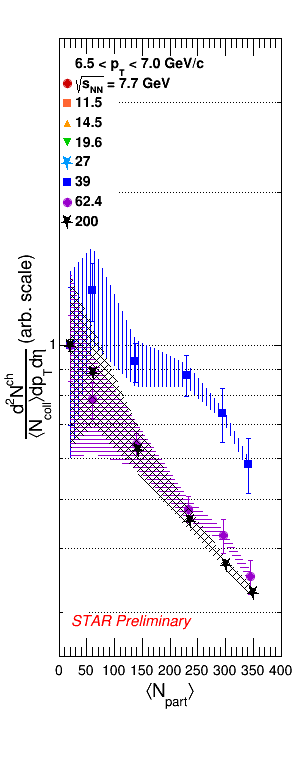 6.5 < p_T < 7.0 GeV/c
√s_NN = 7.7 GeV
11.5
14.5
19.6
27
39
62.4
200
d²N^ch
⟨N_coll⟩dp_Tdη (arb. scale)
1
STAR Preliminary
0 50 100 150 200 250 300 350 400
⟨N_part⟩